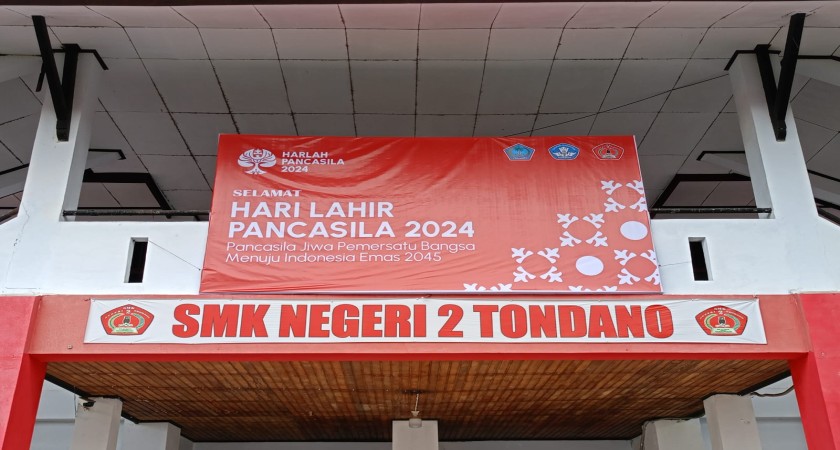 HARLAH
PANCASILA
2024
SELAMAT
HARI LAHIR
PANCASILA 2024
Pancasila Jiwa Pemersatu Bangsa
Menuju Indonesia Emas 2045
SMK NEGERI 2 TONDANO